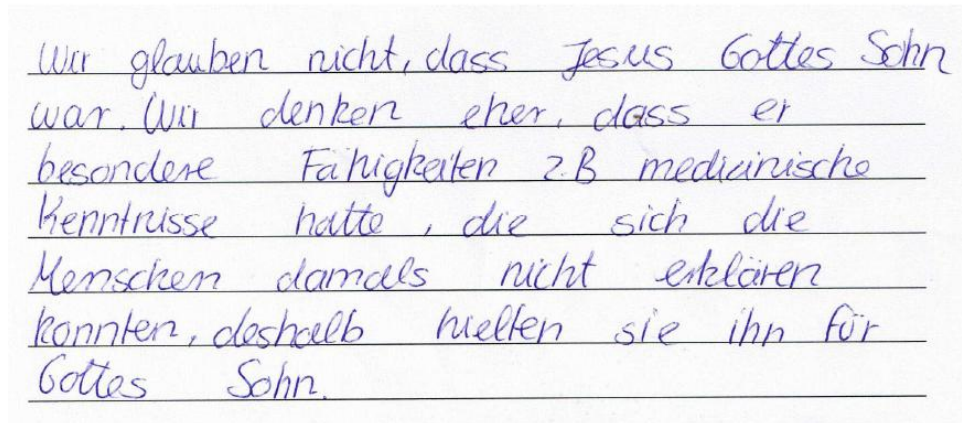 Wir glauben nicht, dass Jesus Gottes Sohn
war. Wir denken eher, dass er
besondere Fähigkeiten z.B medizinische
Kenntnisse hatte, die sich die
Menschen damals nicht erklären
konnten, deshalb hielten sie ihn für
Gottes Sohn.